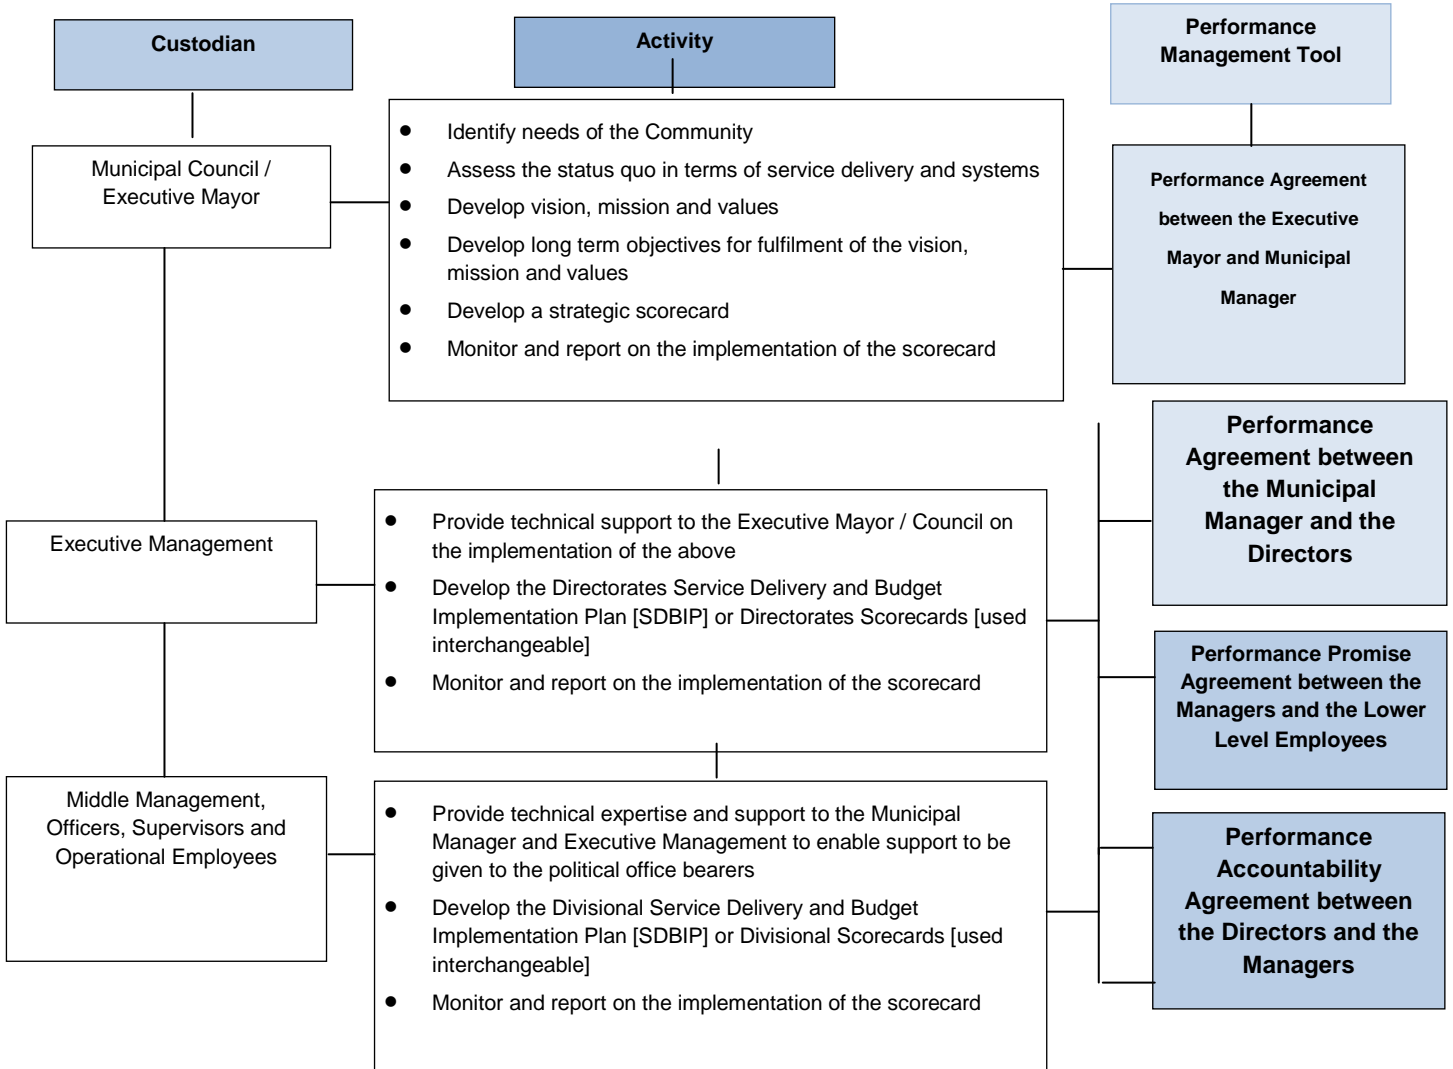 Custodian
Activity
Performance
Management Tool
Municipal Council /
Executive Mayor
● Identify needs of the Community
● Assess the status quo in terms of service delivery and systems
● Develop vision, mission and values
● Develop long term objectives for fulfilment of the vision,
mission and values
● Develop a strategic scorecard
● Monitor and report on the implementation of the scorecard
Performance Agreement
between the Executive
Mayor and Municipal
Manager
Executive Management
● Provide technical support to the Executive Mayor / Council on
the implementation of the above
● Develop the Directorates Service Delivery and Budget
Implementation Plan [SDBIP] or Directorates Scorecards [used
interchangeable]
● Monitor and report on the implementation of the scorecard
Performance
Agreement between
the Municipal
Manager and the
Directors
Performance Promise
Agreement between the
Managers and the Lower
Level Employees
Middle Management,
Officers, Supervisors and
Operational Employees
● Provide technical expertise and support to the Municipal
Manager and Executive Management to enable support to be
given to the political office bearers
● Develop the Divisional Service Delivery and Budget
Implementation Plan [SDBIP] or Divisional Scorecards [used
interchangeable]
● Monitor and report on the implementation of the scorecard
Performance
Accountability
Agreement between
the Directors and the
Managers